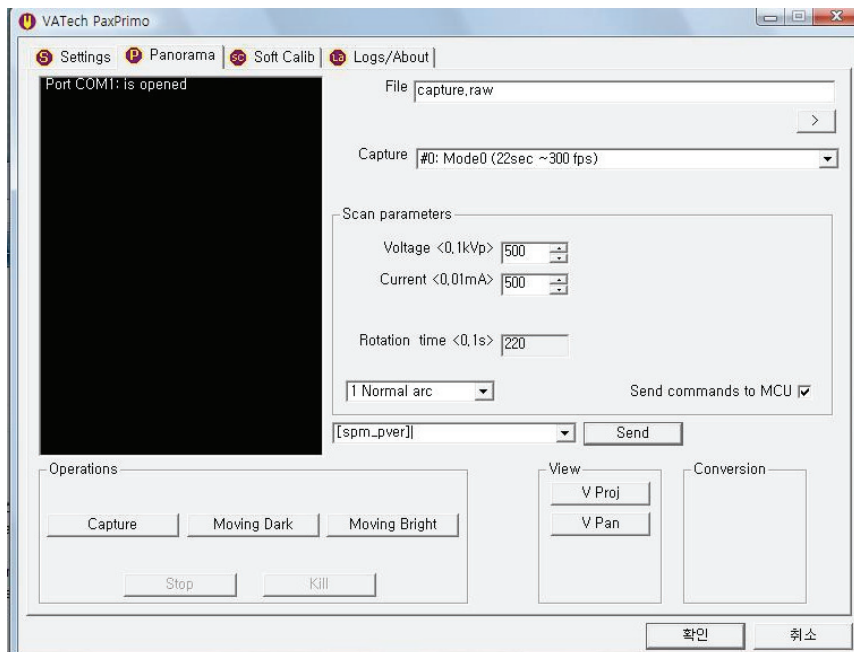 VATech PaxPrimo
Settings
Panorama
Soft Calib
Logs/About
Port COM1: is opened
File capture.raw
>
Capture #0: Mode0 (22sec ~300 fps)
Scan parameters
Voltage <0.1kVp> 500
Current <0.01mA> 500
Rotation time <0.1s> 220
1 Normal arc
Send commands to MCU
[spm_pver]
Send
Operations
Capture
Moving Dark
Moving Bright
Stop
Kill
View
V Proj
V Pan
Conversion
확인
취소